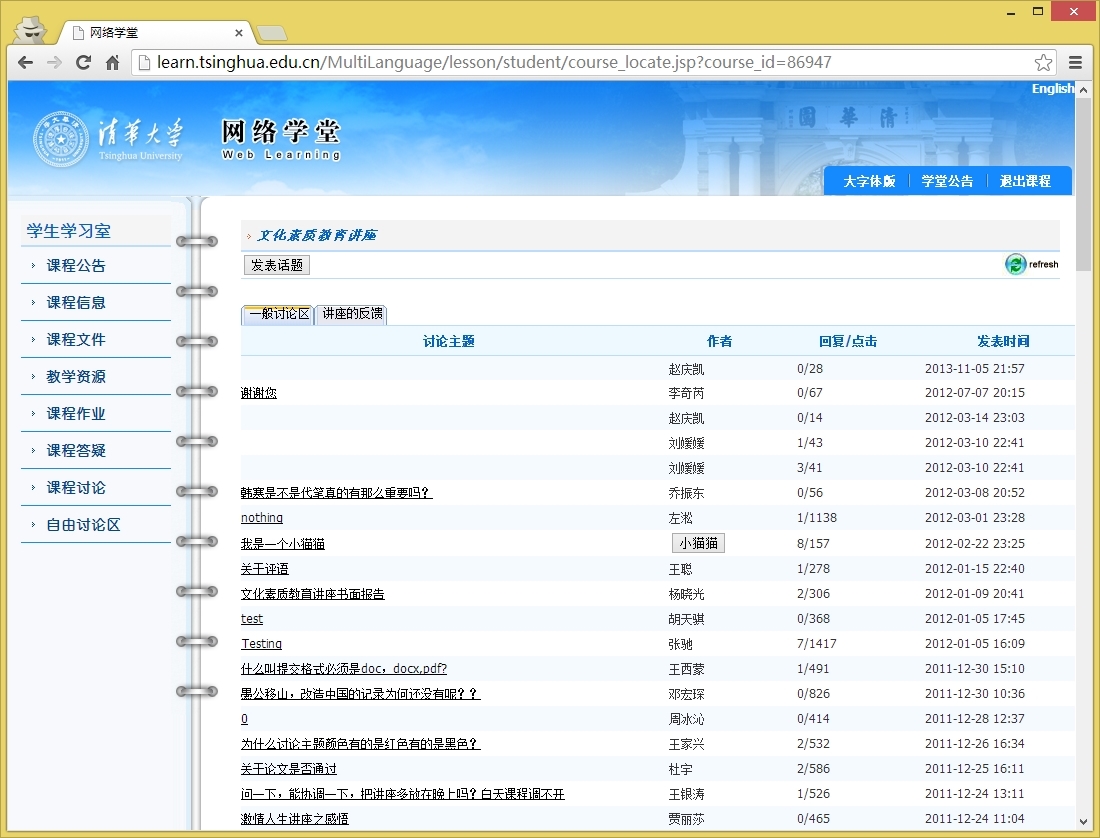 网络学堂
learn.tsinghua.edu.cn/MultiLanguage/lesson/student/course_locate.jsp?course_id=86947
English
清華大学
Tsinghua University
网络学堂
Web Learning
園華清
大字体版 学堂公告 退出课程
学生学习室
课程公告
课程信息
课程文件
教学资源
课程作业
课程答疑
课程讨论
自由讨论区
文化素质教育讲座
发表话题 refresh
一般讨论区 讲座的反馈
讨论主题 作者 回复/点击 发表时间
赵庆凯 0/28 2013-11-05 21:57
谢谢您 李奇芮 0/67 2012-07-07 20:15
赵庆凯 0/14 2012-03-14 23:03
刘媛媛 1/43 2012-03-10 22:41
刘媛媛 3/41 2012-03-10 22:41
韩寒是不是代笔真的有那么重要吗？ 乔振东 0/56 2012-03-08 20:52
nothing 左淞 1/1138 2012-03-01 23:28
我是一个小猫猫 小猫猫 8/157 2012-02-22 23:25
关于评语 王聪 1/278 2012-01-15 22:40
文化素质教育讲座书面报告 杨晓光 2/306 2012-01-09 20:41
test 胡天骐 0/368 2012-01-05 17:45
Testing 张驰 7/1417 2012-01-05 16:09
什么叫提交格式必须是doc，docx,pdf? 王西蒙 1/491 2011-12-30 15:10
愚公移山，改造中国的记录为何还没有呢？？ 邓宏琛 0/826 2011-12-30 10:36
0 周冰沁 0/414 2011-12-28 12:37
为什么讨论主题颜色有的是红色有的是黑色？ 王家兴 2/532 2011-12-26 16:34
关于论文是否通过 杜宇 2/586 2011-12-25 16:11
问一下，能协调一下，把讲座多放在晚上吗？白天课程调不开 王银涛 1/526 2011-12-24 13:11
激情人生讲座之感悟 贾丽莎 0/465 2011-12-24 11:04